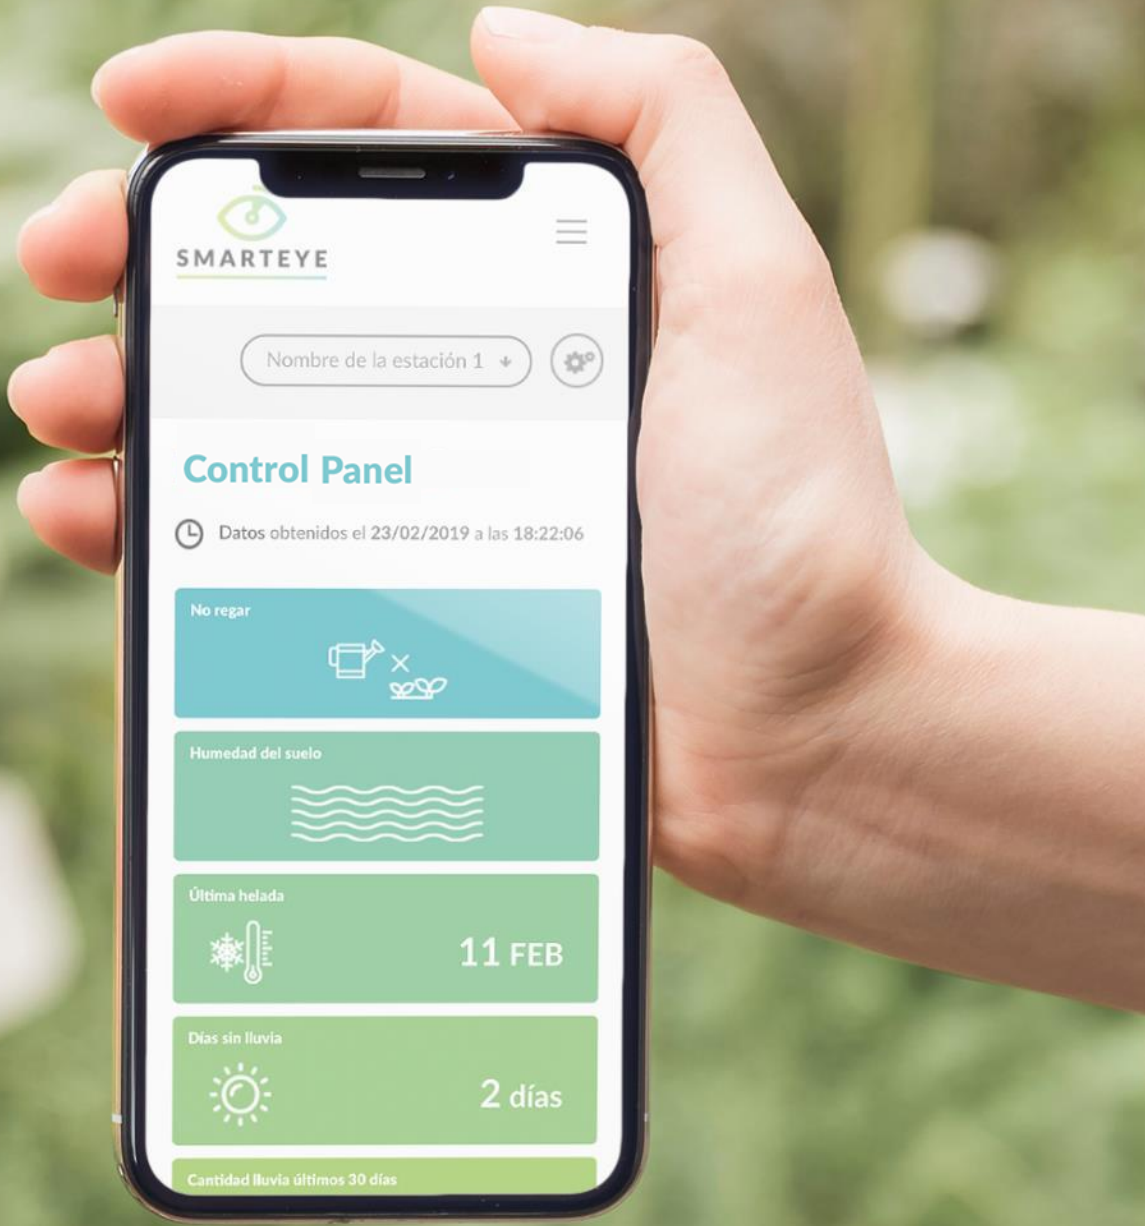 SMARTEYE
Nombre de la estación 1
Control Panel
Datos obtenidos el 23/02/2019 a las 18:22:06
No regar
Humedad del suelo
Última helada
11 FEB
Días sin lluvia
2 días
Cantidad lluvia últimos 30 días